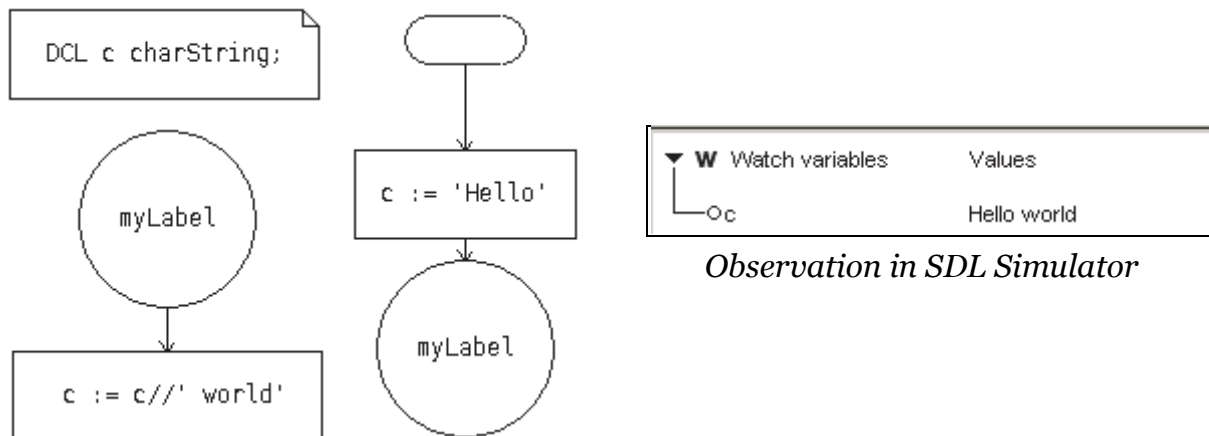 DCL c charString;
myLabel
c := c//' world'
c := 'Hello'
myLabel
W Watch variables Values
c Hello world
Observation in SDL Simulator